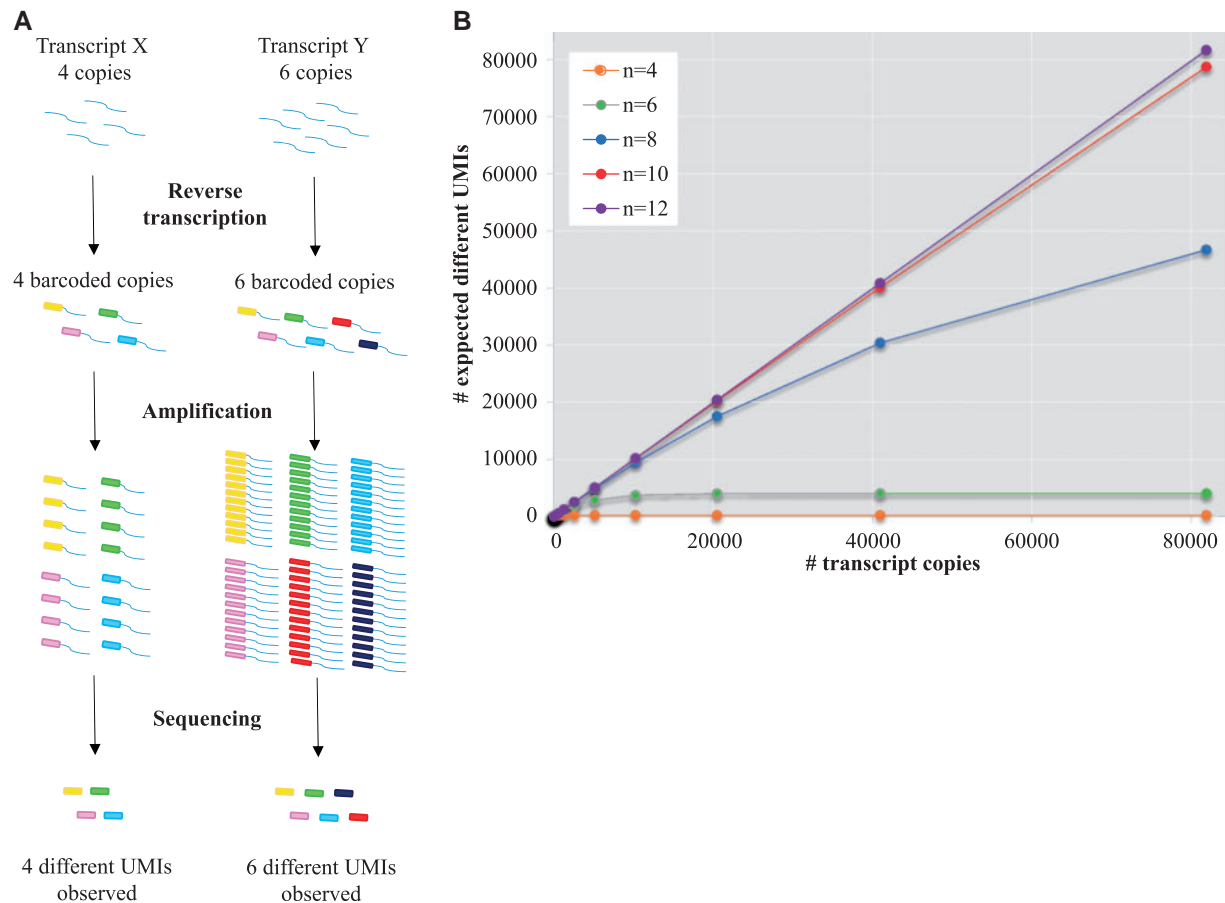 A
Transcript X
4 copies
Transcript Y
6 copies
Reverse
transcription
4 barcoded copies
6 barcoded copies
Amplification
Sequencing
4 different UMIs
observed
6 different UMIs
observed
B
n=4
n=6
n=8
n=10
n=12
# exppected different UMIs
80000
70000
60000
50000
40000
30000
20000
10000
0
0
20000
40000
60000
80000
# transcript copies